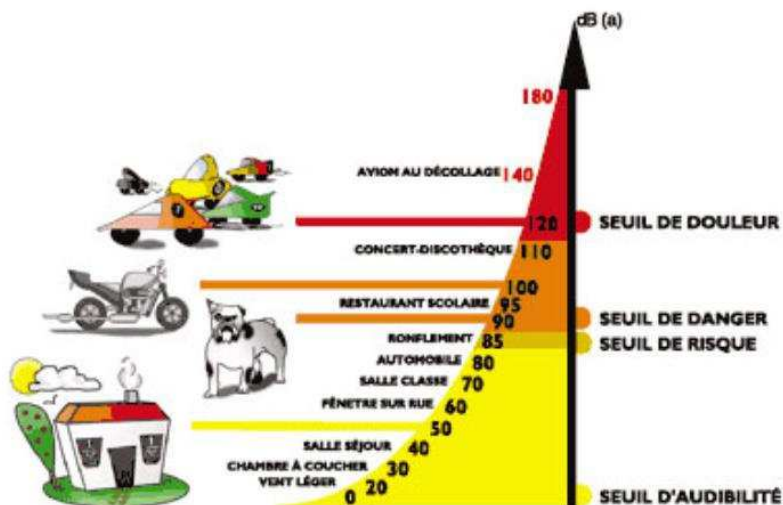 dB (a)
180
AVION AU DÉCOLLAGE 140
120 SEUIL DE DOULEUR
CONCERT-DISCOTHÈQUE 110
100
RESTAURANT SCOLAIRE 95
90 SEUIL DE DANGER
RONFLEMENT 85 SEUIL DE RISQUE
AUTOMOBILE 80
SALLE CLASSE 70
FÊNETRE SUR RUE 60
50
SALLE SÉJOUR 40
CHAMBRE À COUCHER 30
VENT LÉGER 20
0 SEUIL D'AUDIBILITÉ